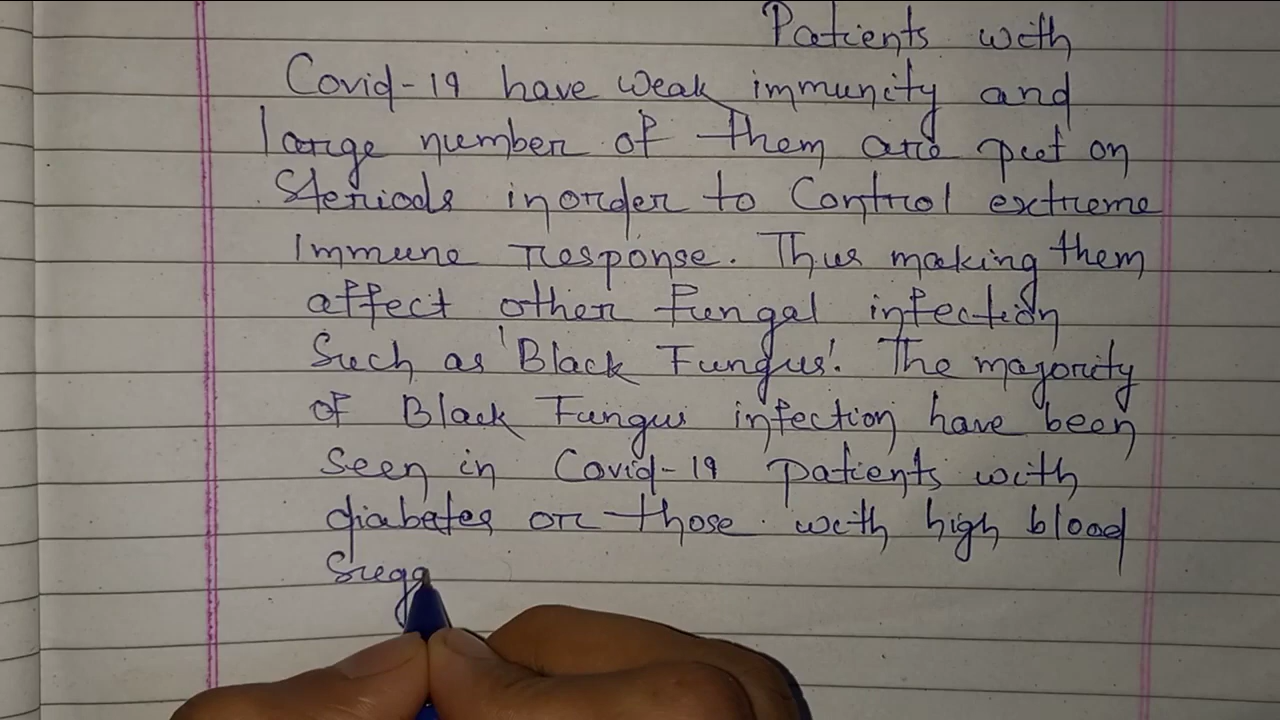 Patients with
Covid-19 have weak immunity and
large number of them are put on
Steriods inorder to Control extreme
Immune Response. Thus making them
affect other fungal infection
Such as 'Black Fungus'. The majority
of Black Fungus infection have been
Seen in Covid-19 patients with
diabetes or those with high blood
Suga